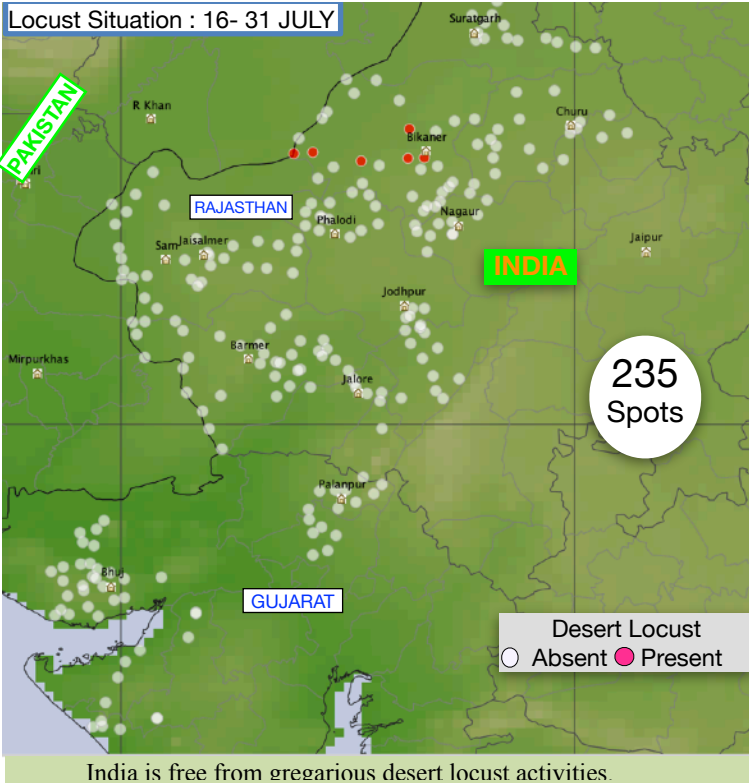 Locust Situation : 16- 31 JULY
Suratgarh
R Khan
Churu
PAKISTAN
Bikaner
RAJASTHAN
Nagaur
Phalodi
Sam
Jaisalmer
Jaipur
INDIA
Jodhpur
Barmer
Mirpurkhas
235
Spots
Jalore
Palanpur
Bhuj
GUJARAT
Desert Locust
Absent
Present
India is free from gregarious desert locust activities.